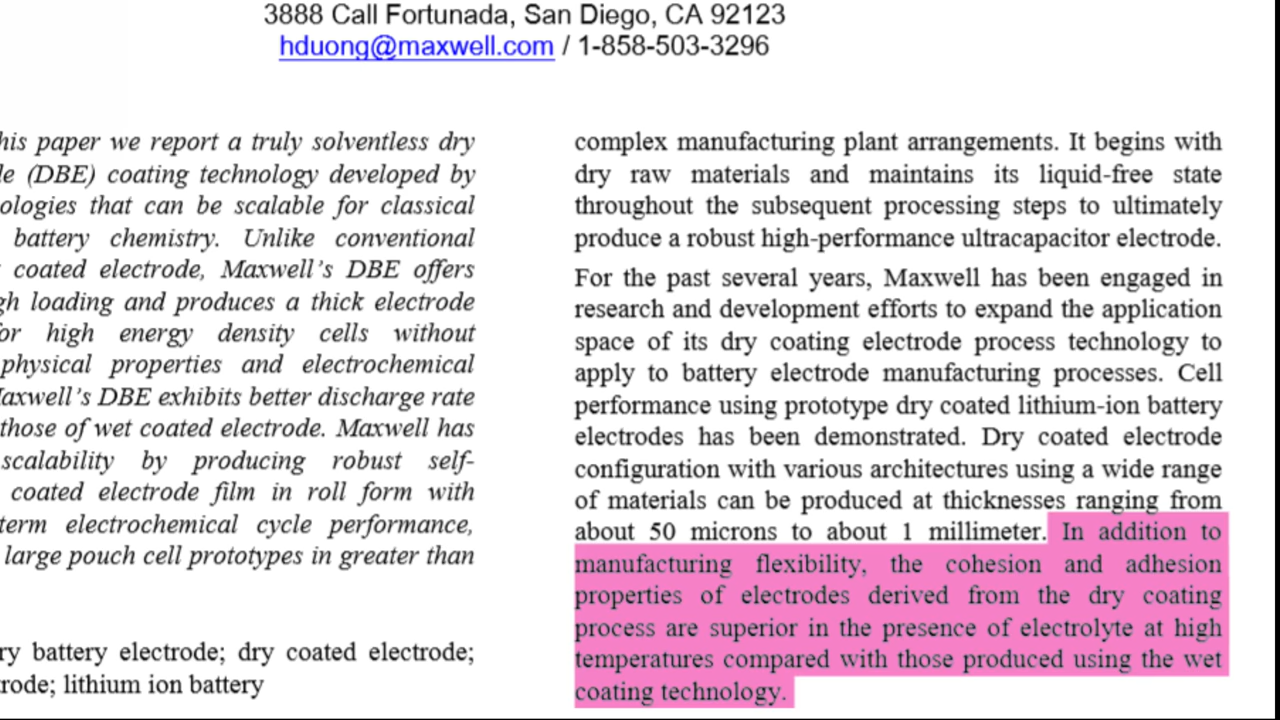 3888 Call Fortunada, San Diego, CA 92123
hduong@maxwell.com / 1-858-503-3296
his paper we report a truly solventless dry
le (DBE) coating technology developed by
ologies that can be scalable for classical
battery chemistry. Unlike conventional
coated electrode, Maxwell's DBE offers
gh loading and produces a thick electrode
for high energy density cells without
physical properties and electrochemical
Maxwell's DBE exhibits better discharge rate
those of wet coated electrode. Maxwell has
scalability by producing robust self-
coated electrode film in roll form with
term electrochemical cycle performance,
large pouch cell prototypes in greater than
ry battery electrode; dry coated electrode;
rode; lithium ion battery
complex manufacturing plant arrangements. It begins with
dry raw materials and maintains its liquid-free state
throughout the subsequent processing steps to ultimately
produce a robust high-performance ultracapacitor electrode.
For the past several years, Maxwell has been engaged in
research and development efforts to expand the application
space of its dry coating electrode process technology to
apply to battery electrode manufacturing processes. Cell
performance using prototype dry coated lithium-ion battery
electrodes has been demonstrated. Dry coated electrode
configuration with various architectures using a wide range
of materials can be produced at thicknesses ranging from
about 50 microns to about 1 millimeter. In addition to
manufacturing flexibility, the cohesion and adhesion
properties of electrodes derived from the dry coating
process are superior in the presence of electrolyte at high
temperatures compared with those produced using the wet
coating technology.